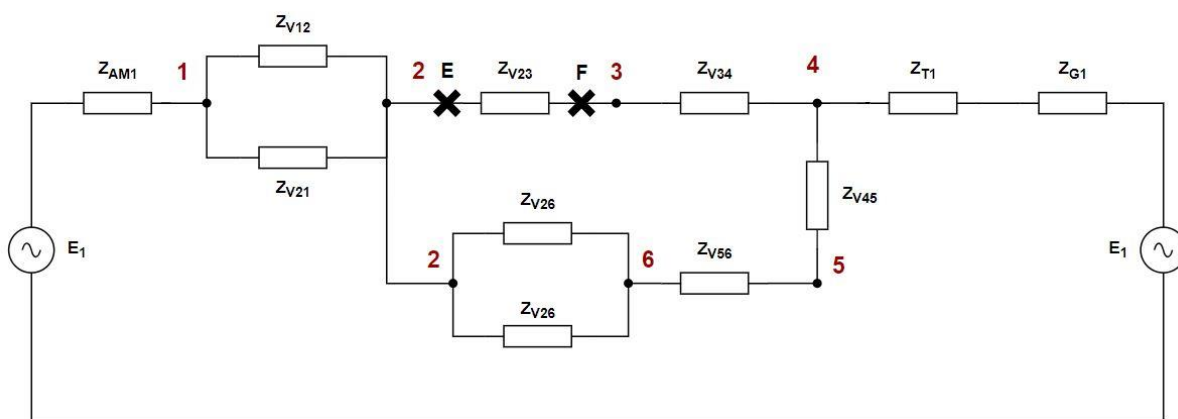 Z_V12
Z_AM1
1
2
E
Z_V23
F
3
Z_V34
4
Z_T1
Z_G1
Z_V21
Z_V45
E_1
E_1
Z_V26
2
6
Z_V56
5
Z_V26